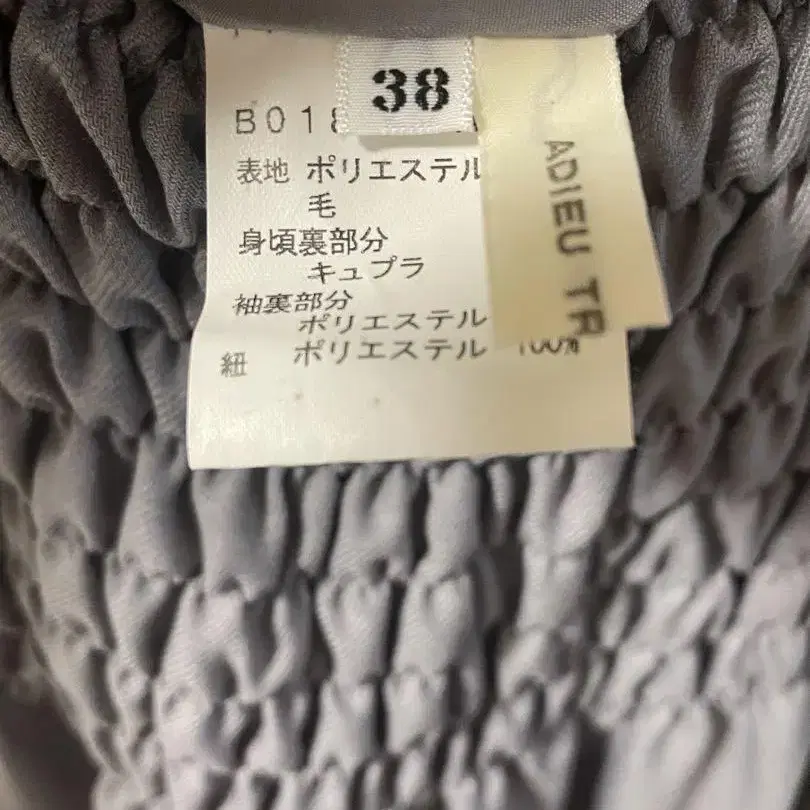 38
B018
表地 ポリエステル
毛
身頃裏部分
キュプラ
袖裏部分
ポリエステル
紐 ポリエステル 100%
ADIEU TR